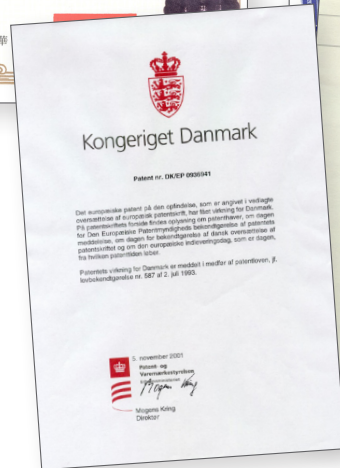 華
Kongeriget Danmark
Patent nr. DK/EP 0936941
Det europæiske patent på den opfindelse, som er angivet i vedlagte
oversættelse af europæisk patentskrift, har fået virkning for Danmark.
På patentskriftets forside findes oplysning om patenthaver, om dagen
for Den Europæiske Patentmyndigheds bekendtgørelse af patentets
meddelelse, om dagen for bekendtgørelse af dansk oversættelse af
patentskriftet og om den europæiske indleveringsdag, som er dagen,
fra hvilken patenttiden løber.
Patentets virkning for Danmark er meddelt i medfør af patentloven, jf.
lovbekendtgørelse nr. 587 af 2. juli 1993.
5. november 2001
Patent- og
Varemærkestyrelsen
Mogens Kring
Mogens Kring
Direktør